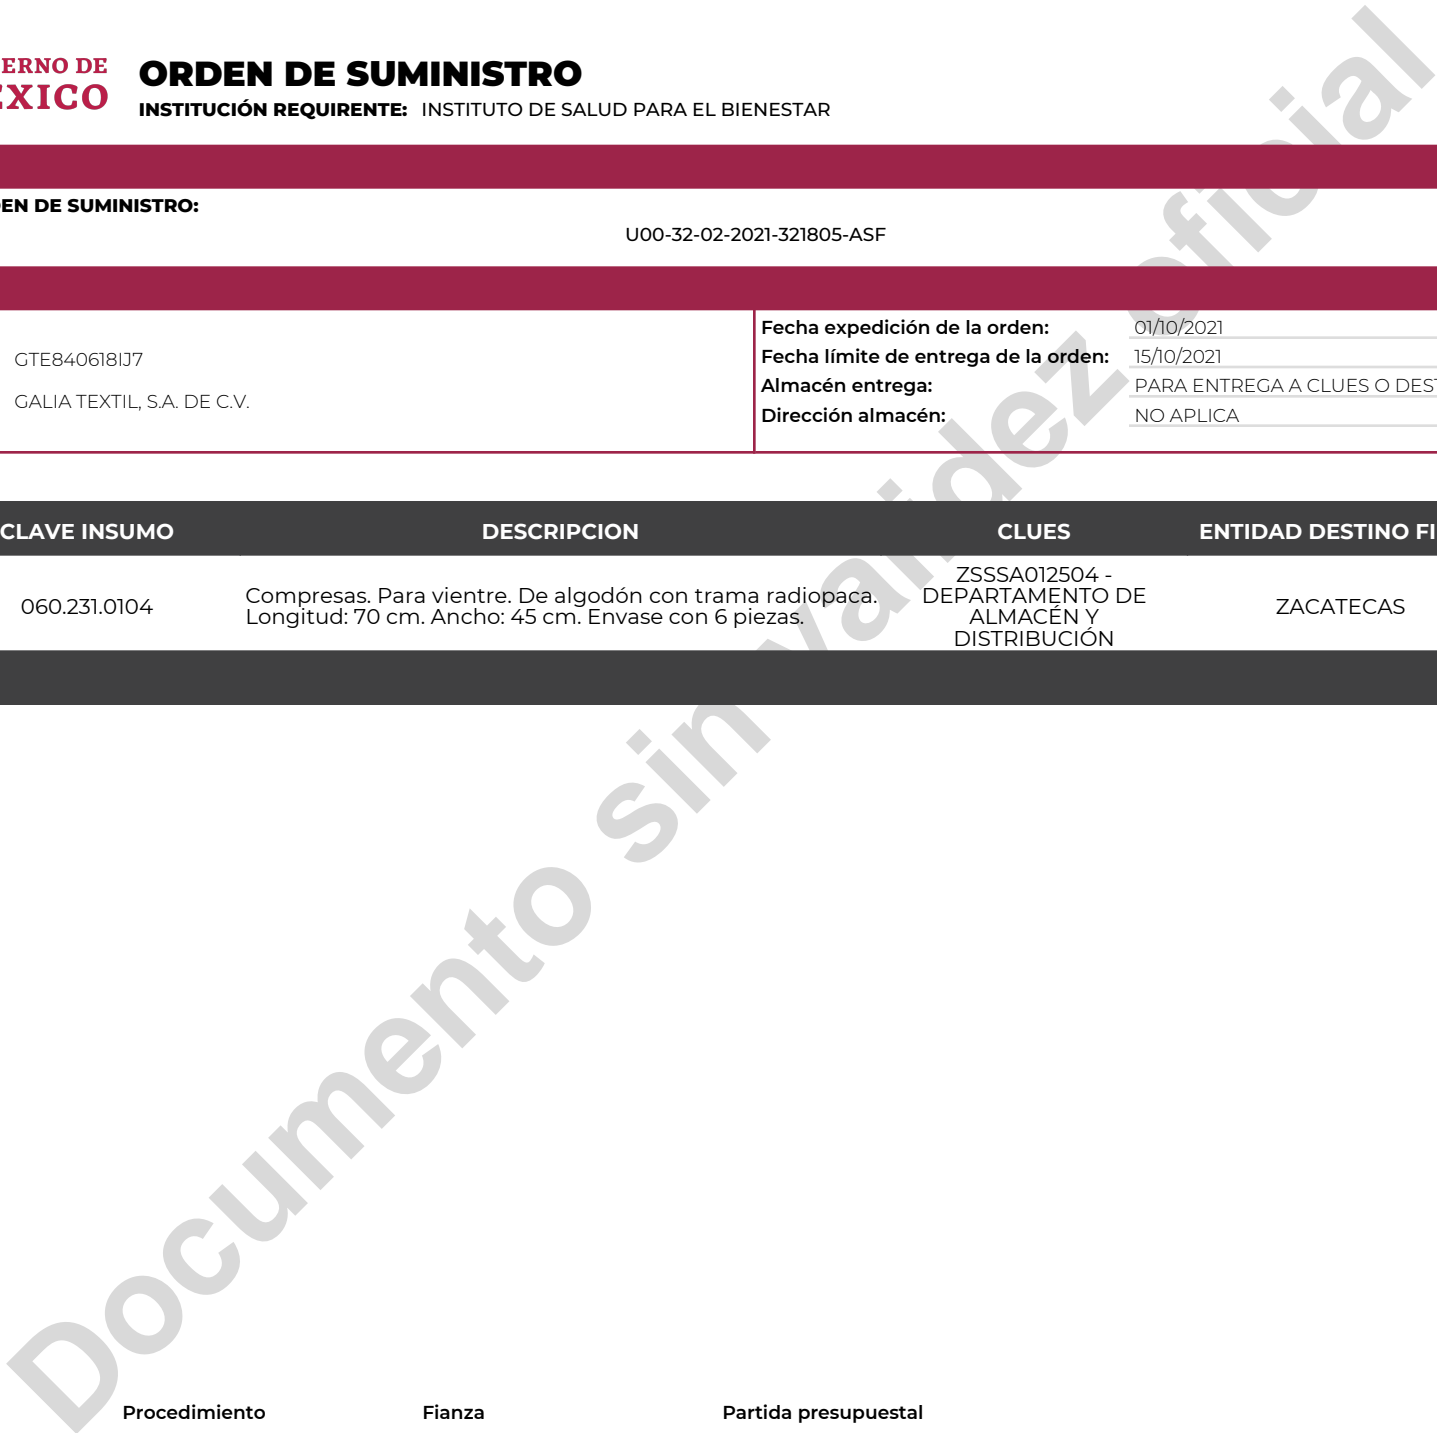 ERNO DE
EXICO
ORDEN DE SUMINISTRO
INSTITUCIÓN REQUIRENTE: INSTITUTO DE SALUD PARA EL BIENESTAR
EN DE SUMINISTRO:
U00-32-02-2021-321805-ASF
GTE840618IJ7
GALIA TEXTIL, S.A. DE C.V.
Fecha expedición de la orden: 01/10/2021
Fecha límite de entrega de la orden: 15/10/2021
Almacén entrega: PARA ENTREGA A CLUES O DEST
Dirección almacén: NO APLICA
CLAVE INSUMO DESCRIPCION CLUES ENTIDAD DESTINO FI
060.231.0104
Compresas. Para vientre. De algodón con trama radiopaca.
Longitud: 70 cm. Ancho: 45 cm. Envase con 6 piezas.
ZSSSA012504 -
DEPARTAMENTO DE
ALMACÉN Y
DISTRIBUCIÓN
ZACATECAS
Documento sin validez oficial
Procedimiento Fianza Partida presupuestal